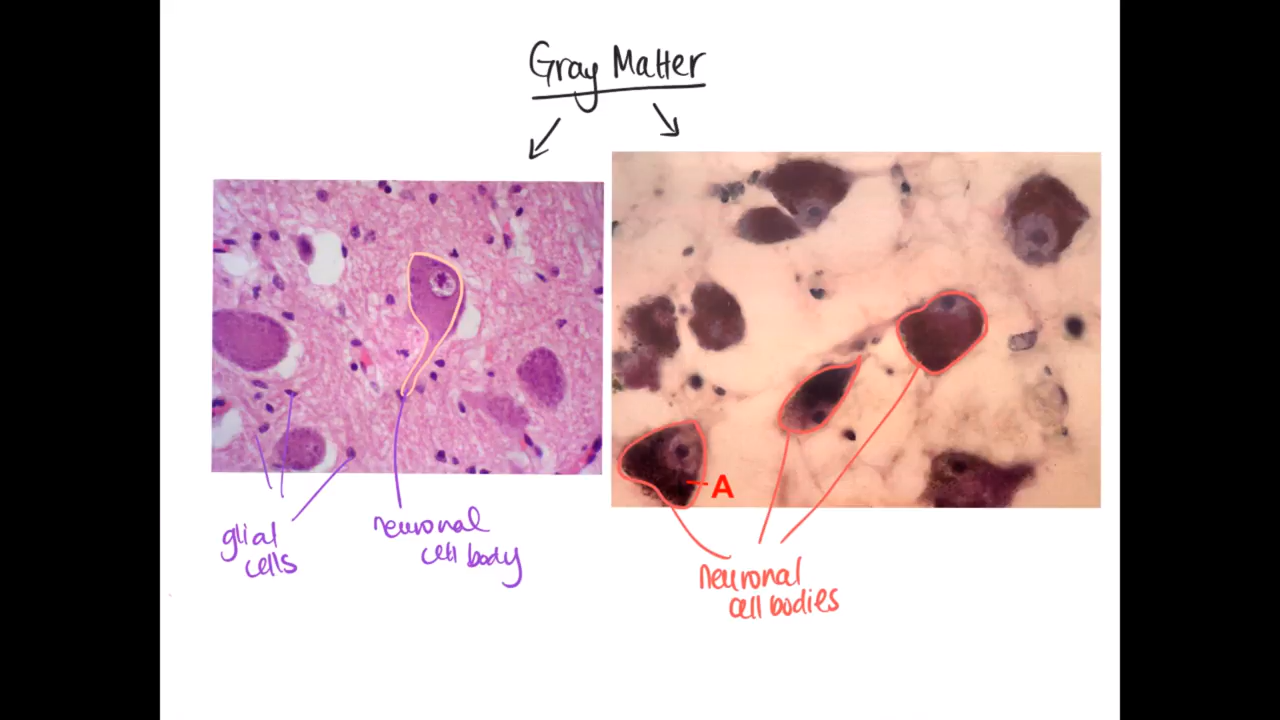 Gray Matter
A
glial
cells
neuronal
cell body
neuronal
cell bodies